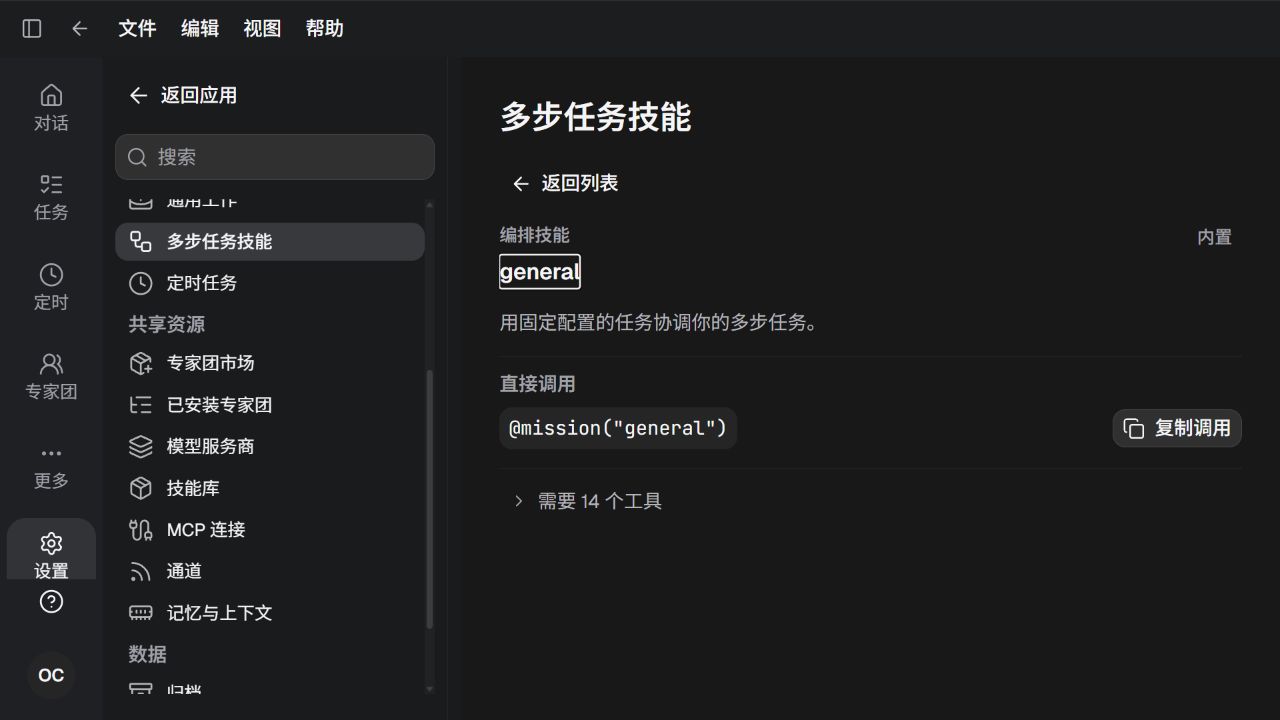 文件 编辑 视图 帮助
对话
任务
定时
专家团
更多
设置
OC
返回应用
搜索
通用工作
多步任务技能
定时任务
共享资源
专家团市场
已安装专家团
模型服务商
技能库
MCP 连接
通道
记忆与上下文
数据
归档
多步任务技能
返回列表
编排技能
内置
general
用固定配置的任务协调你的多步任务。
直接调用
@mission("general")
复制调用
需要 14 个工具